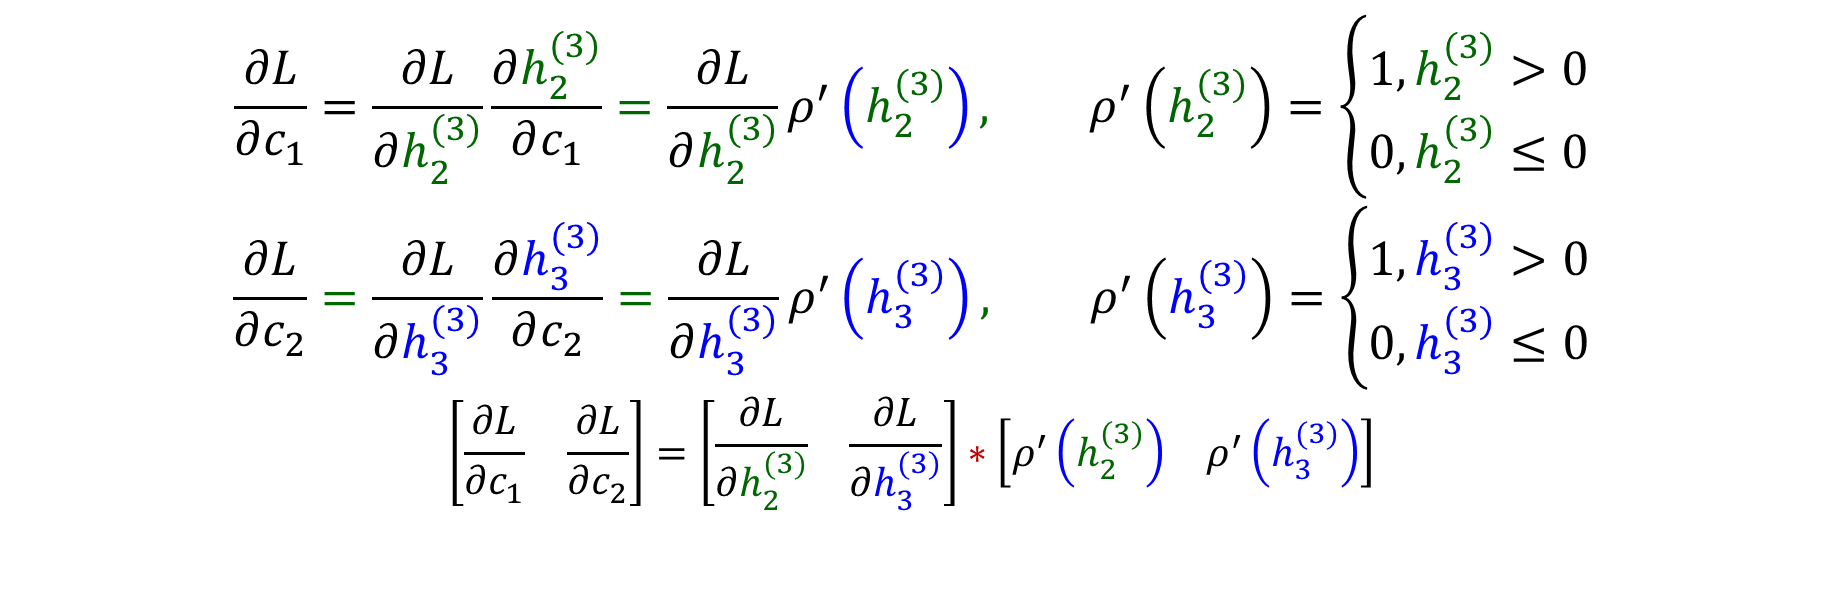 ∂L/∂c₁ = ∂L/∂h₂⁽³⁾ ∂h₂⁽³⁾/∂c₁ = ∂L/∂h₂⁽³⁾ ρ′(h₂⁽³⁾), ρ′(h₂⁽³⁾) = {1, h₂⁽³⁾ > 0; 0, h₂⁽³⁾ ≤ 0
∂L/∂c₂ = ∂L/∂h₃⁽³⁾ ∂h₃⁽³⁾/∂c₂ = ∂L/∂h₃⁽³⁾ ρ′(h₃⁽³⁾), ρ′(h₃⁽³⁾) = {1, h₃⁽³⁾ > 0; 0, h₃⁽³⁾ ≤ 0
[∂L/∂c₁ ∂L/∂c₂] = [∂L/∂h₂⁽³⁾ ∂L/∂h₃⁽³⁾] * [ρ′(h₂⁽³⁾) ρ′(h₃⁽³⁾)]